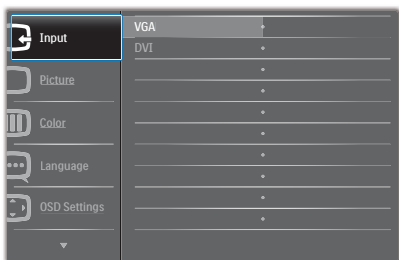 Input
VGA
DVI
Picture
Color
Language
OSD Settings